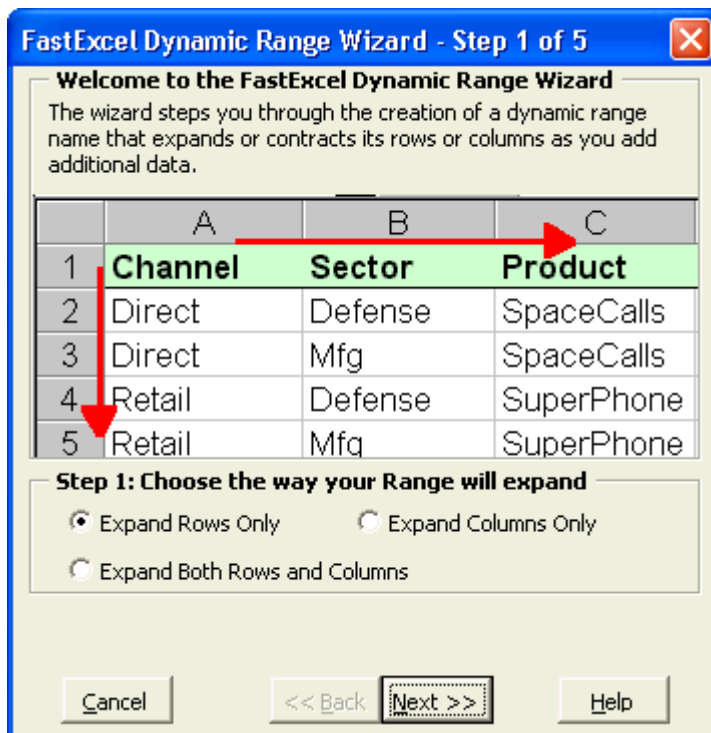 FastExcel Dynamic Range Wizard - Step 1 of 5
Welcome to the FastExcel Dynamic Range Wizard
The wizard steps you through the creation of a dynamic range
name that expands or contracts its rows or columns as you add
additional data.
A B C
1 Channel Sector Product
2 Direct Defense SpaceCalls
3 Direct Mfg SpaceCalls
4 Retail Defense SuperPhone
5 Retail Mfg SuperPhone
Step 1: Choose the way your Range will expand
Expand Rows Only Expand Columns Only
Expand Both Rows and Columns
Cancel << Back Next >> Help